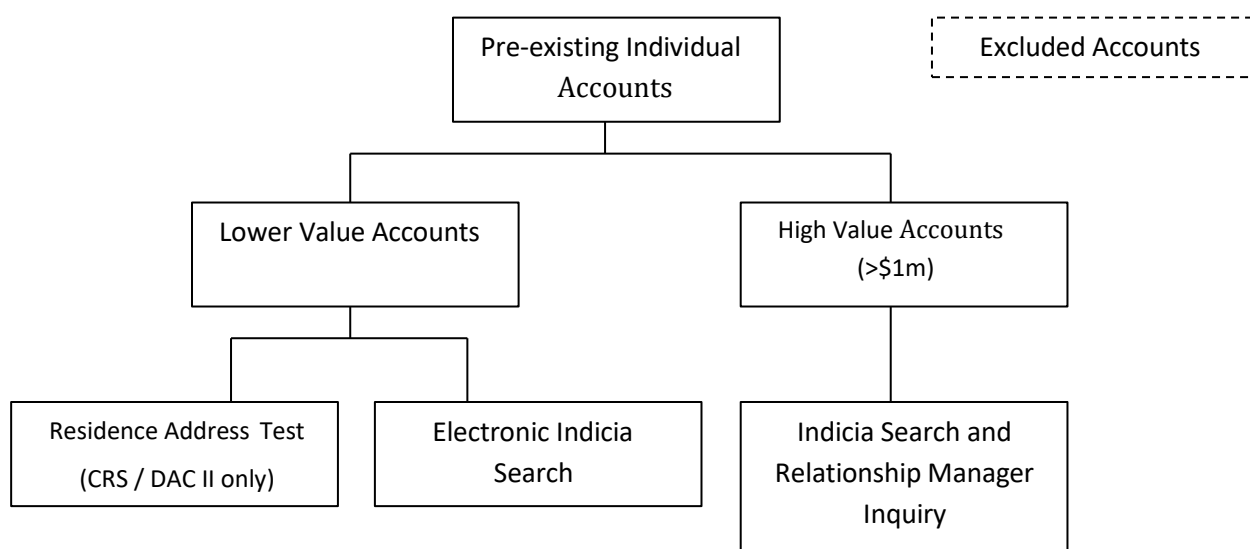 Pre-existing Individual
Accounts
Excluded Accounts
Lower Value Accounts
High Value Accounts
(>$1m)
Residence Address Test
(CRS / DAC II only)
Electronic Indicia
Search
Indicia Search and
Relationship Manager
Inquiry